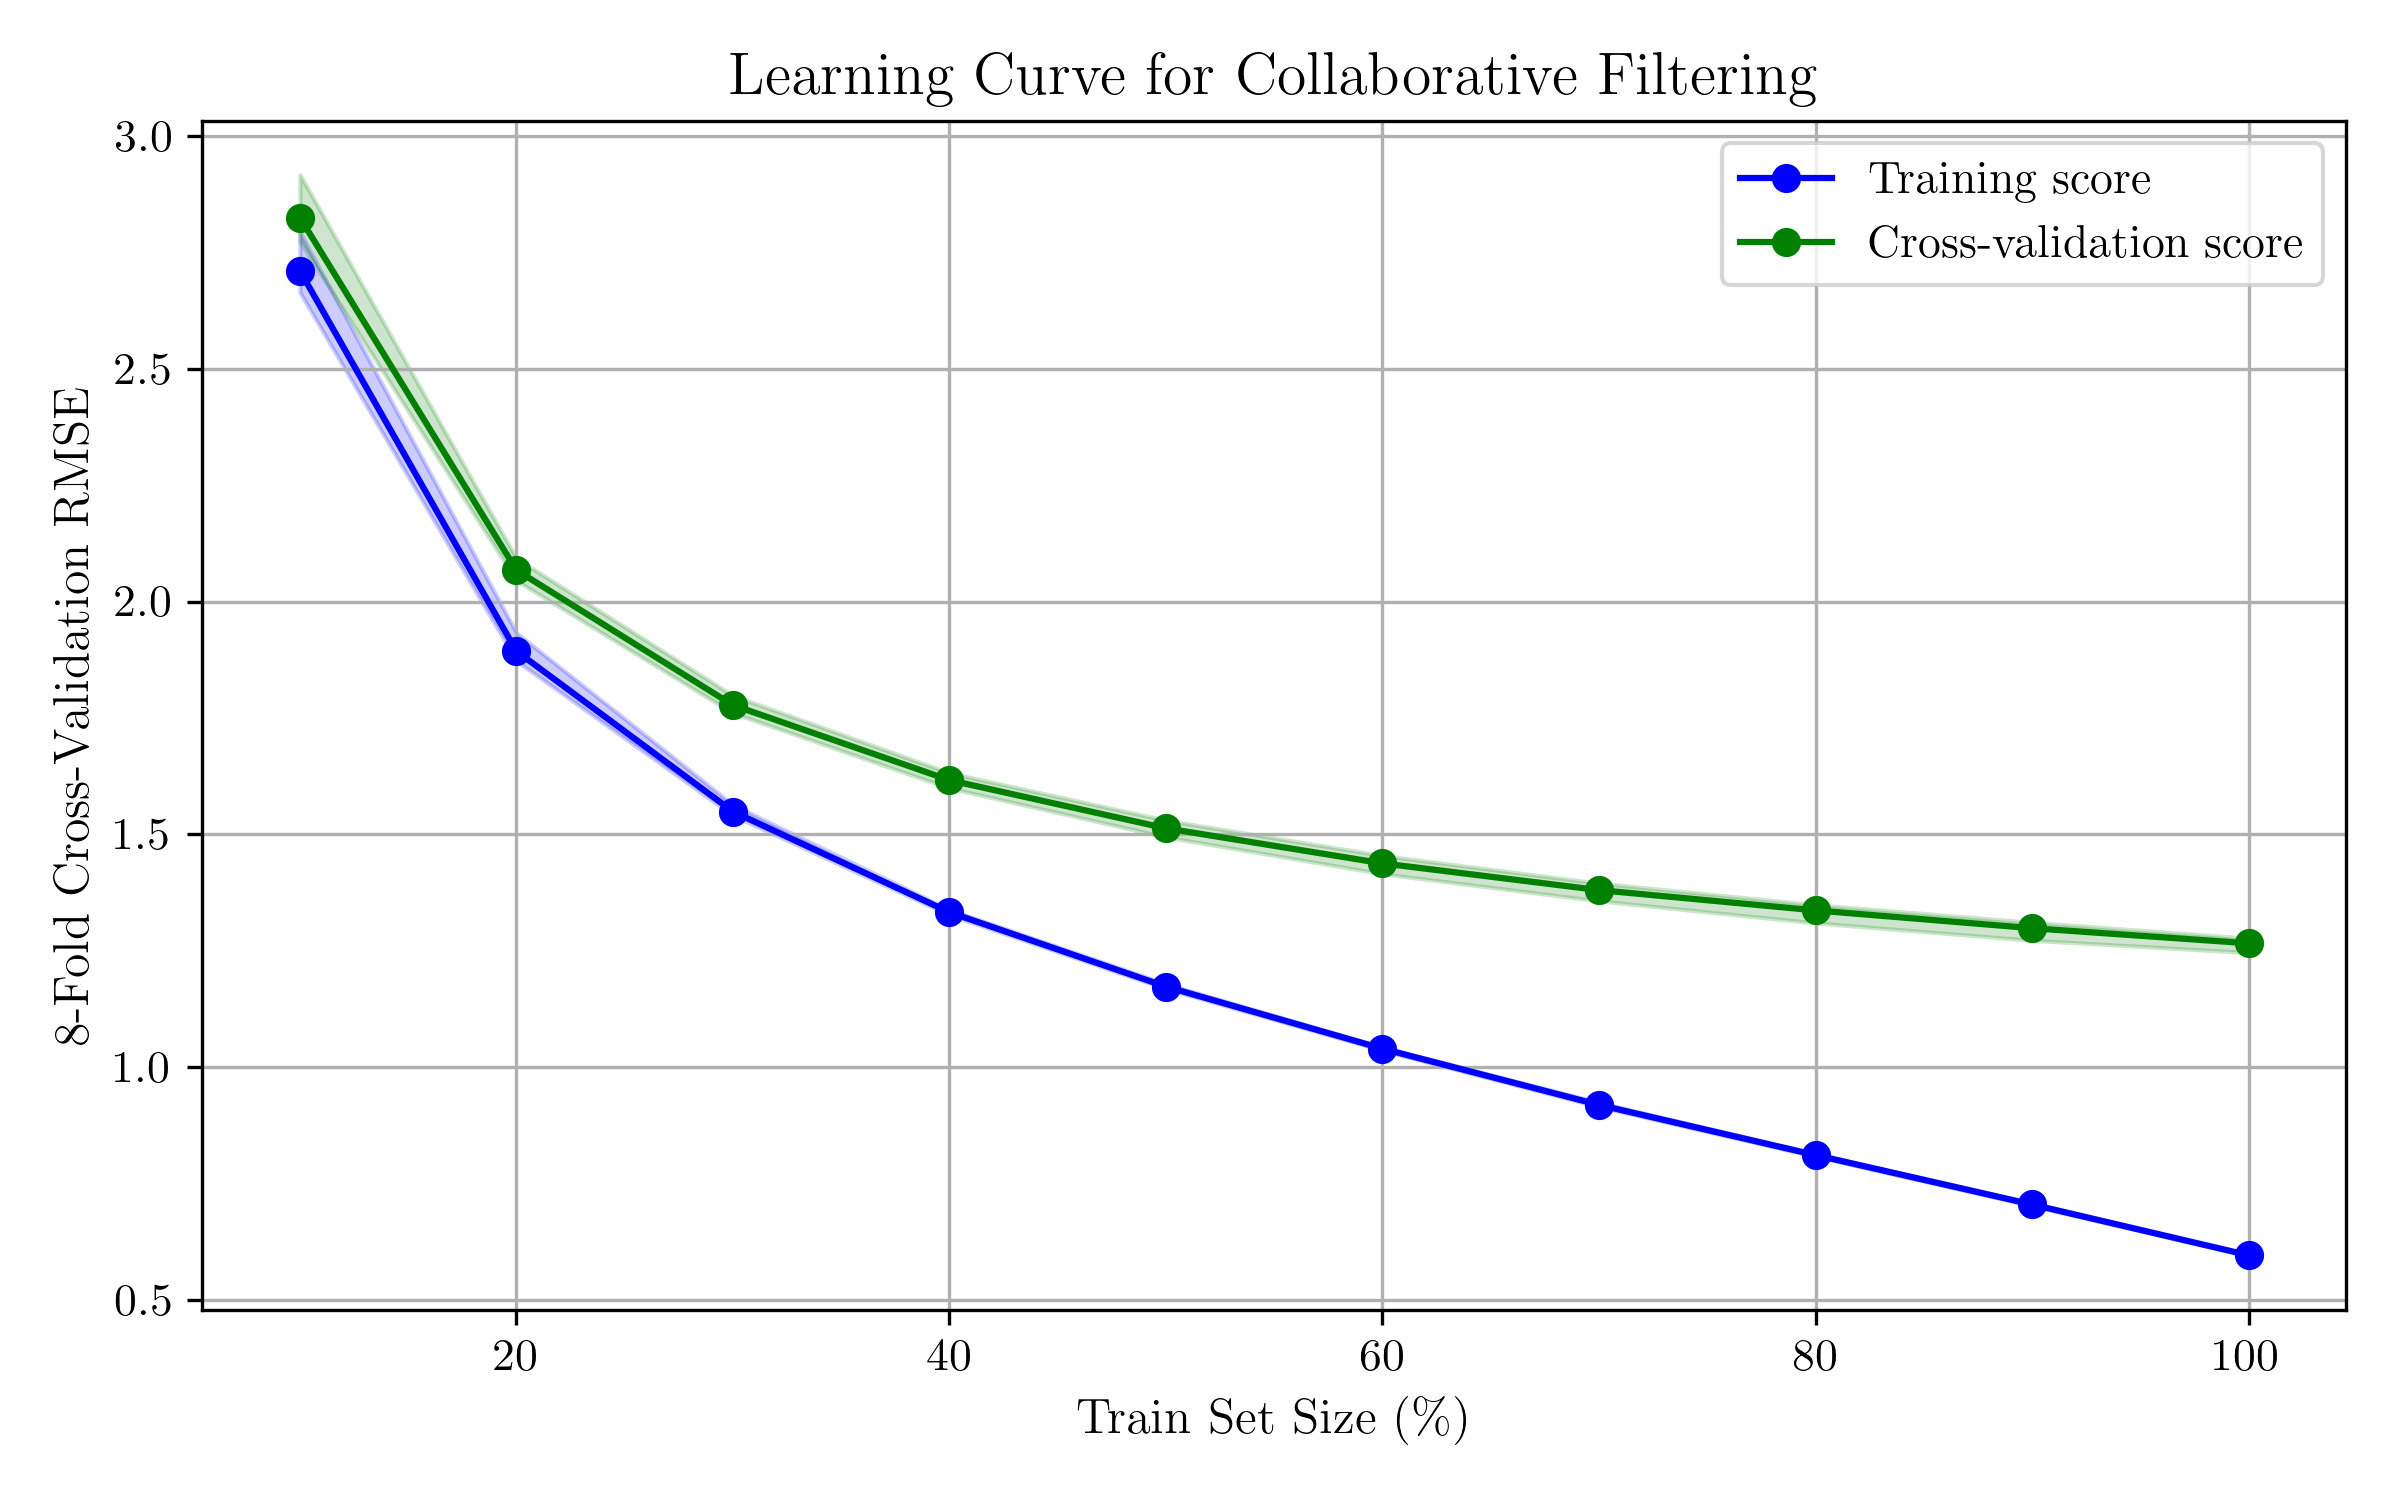 Learning Curve for Collaborative Filtering
Training score
Cross-validation score
8-Fold Cross-Validation RMSE
3.0
2.5
2.0
1.5
1.0
0.5
20
40
60
80
100
Train Set Size (%)